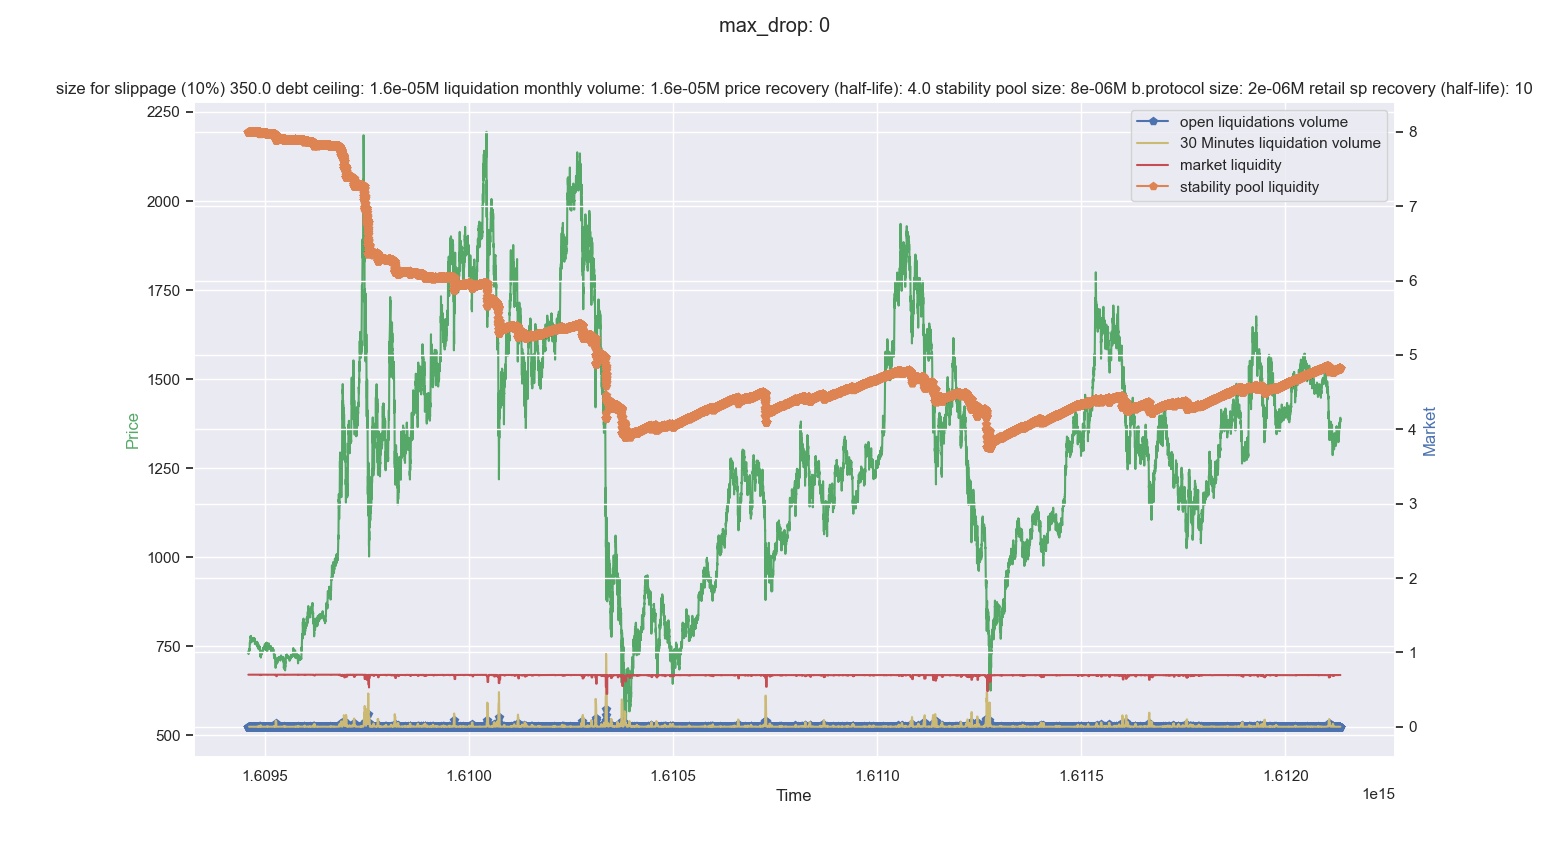 max_drop: 0
size for slippage (10%) 350.0 debt ceiling: 1.6e-05M liquidation monthly volume: 1.6e-05M price recovery (half-life): 4.0 stability pool size: 8e-06M b.protocol size: 2e-06M retail sp recovery (half-life): 10
open liquidations volume
30 Minutes liquidation volume
market liquidity
stability pool liquidity
Price
2250
2000
1750
1500
1250
1000
750
500
Market
8
7
6
5
4
3
2
1
0
1.6095 1.6100 1.6105 1.6110 1.6115 1.6120
Time
1e15